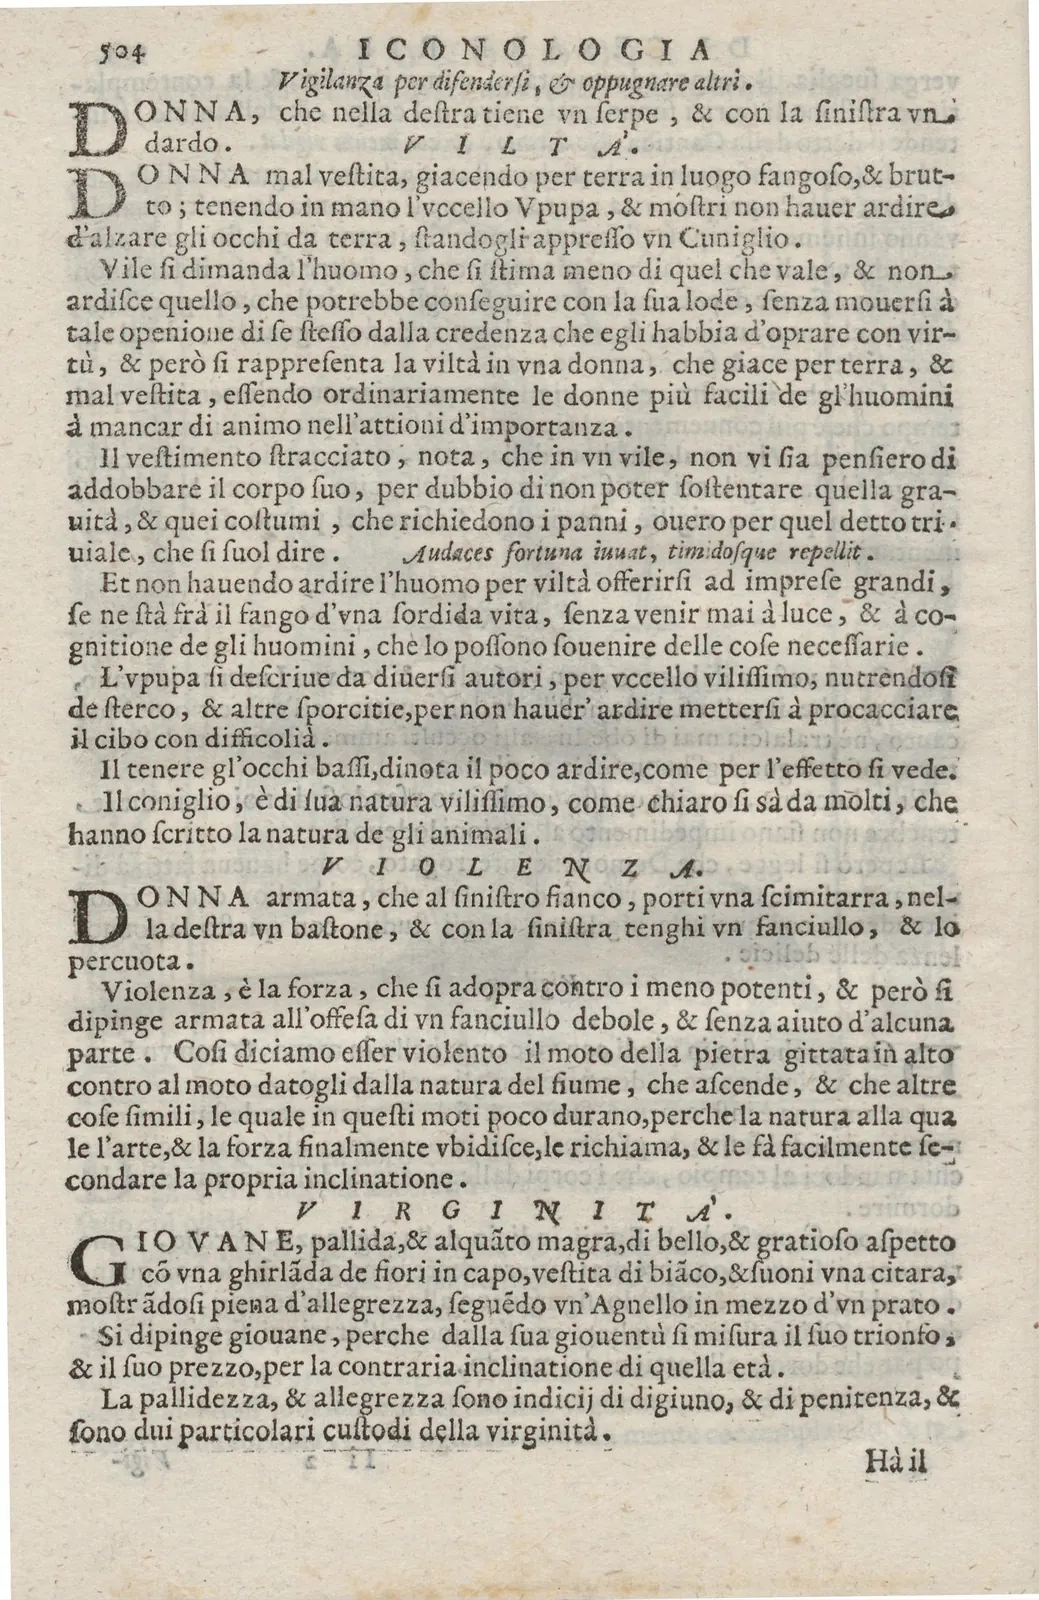 504 ICONOLOGIA
Vigilanza per difenderſi, & oppugnare altri.
DONNA, che nella deſtra tiene vn ſerpe, & con la ſiniſtra vn
dardo. VILTÀ.
DONNA mal veſtita, giacendo per terra in luogo fangoſo,& brut-
to; tenendo in mano l'vccello Vpupa, & moſtri non hauer ardire
d'alzare gli occhi da terra, ſtandogli appreſſo vn Cuniglio.
Vile ſi dimanda l'huomo, che ſi ſtima meno di quel che vale, & non
ardiſce quello, che potrebbe conſeguire con la ſua lode, ſenza mouerſi à
tale openione di ſe ſteſſo dalla credenza che egli habbia d'oprare con vir-
tù, & però ſi rappreſenta la viltà in vna donna, che giace per terra, &
mal veſtita, eſſendo ordinariamente le donne più facili de gl'huomini
à mancar di animo nell'attioni d'importanza.
Il veſtimento ſtracciato, nota, che in vn vile, non vi ſia penſiero di
addobbare il corpo ſuo, per dubbio di non poter ſoſtentare quella gra-
uità, & quei coſtumi, che richiedono i panni, ouero per quel detto tri-
uiale, che ſi ſuol dire. Audaces fortuna iuuat, timidoſque repellit.
Et non hauendo ardire l'huomo per viltà offerirſi ad impreſe grandi,
ſe ne ſtà frà il fango d'vna ſordida vita, ſenza venir mai à luce, & à co-
gnitione de gli huomini, che lo poſſono ſouenire delle coſe neceſſarie.
L'vpupa ſi deſcriue da diuerſi autori, per vccello viliſſimo, nutrendoſi
de ſterco, & altre ſporcitie,per non hauer' ardire metterſi à procacciare
il cibo con difficolià.
Il tenere gl'occhi baſſi,dinota il poco ardire,come per l'effetto ſi vede.
Il coniglio, è di ſua natura viliſſimo, come chiaro ſi sà da molti, che
hanno ſcritto la natura de gli animali.
VIOLENZA.
DONNA armata, che al ſiniſtro fianco, porti vna ſcimitarra, nel-
la deſtra vn baſtone, & con la ſiniſtra tenghi vn fanciullo, & lo
percuota.
Violenza, è la forza, che ſi adopra contro i meno potenti, & però ſi
dipinge armata all'offeſa di vn fanciullo debole, & ſenza aiuto d'alcuna
parte. Coſi diciamo eſſer violento il moto della pietra gittata in alto
contro al moto datogli dalla natura del fiume, che aſcende, & che altre
coſe ſimili, le quale in queſti moti poco durano,perche la natura alla qua
le l'arte,& la forza finalmente vbidiſce,le richiama, & le fà facilmente ſe-
condare la propria inclinatione.
VIRGINITÀ.
GIOVANE, pallida,& alquãto magra,di bello,& gratioſo aſpetto
cõ vna ghirlãda de fiori in capo,veſtita di biãco,&ſuoni vna citara,
moſtrãdoſi piena d'allegrezza, ſeguẽdo vn'Agnello in mezzo d'vn prato.
Si dipinge giouane, perche dalla ſua giouentù ſi miſura il ſuo trionfo,
& il ſuo prezzo,per la contraria inclinatione di quella età.
La pallidezza, & allegrezza ſono indicij di digiuno, & di penitenza, &
ſono dui particolari cuſtodi della virginità.
Hà il